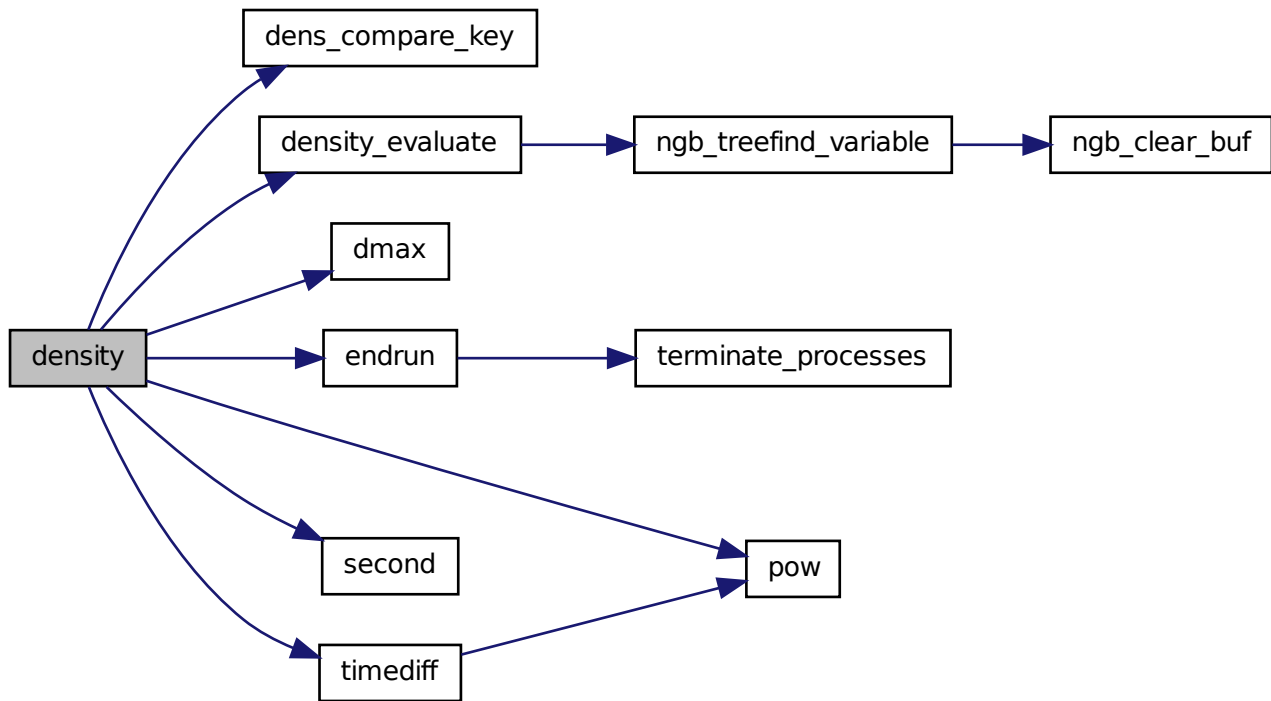 dens_compare_key
density_evaluate
ngb_treefind_variable
ngb_clear_buf
dmax
density
endrun
terminate_processes
second
pow
timediff